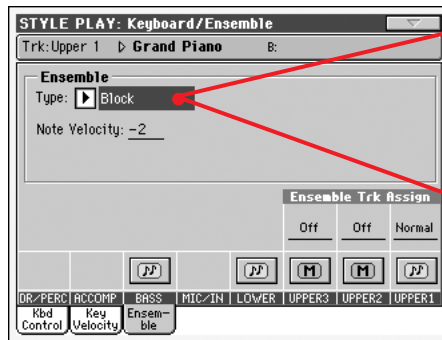 STYLE PLAY: Keyboard/Ensemble
Trk:Upper 1 Grand Piano B:
Ensemble
Type: Block
Note Velocity: -2
Ensemble Trk Assign
Off Off Normal
M M
DR/PERC ACCOMP BASS MIC/IN LOWER UPPER3 UPPER2 UPPER1
Kbd Control Key Velocity Ensem-ble